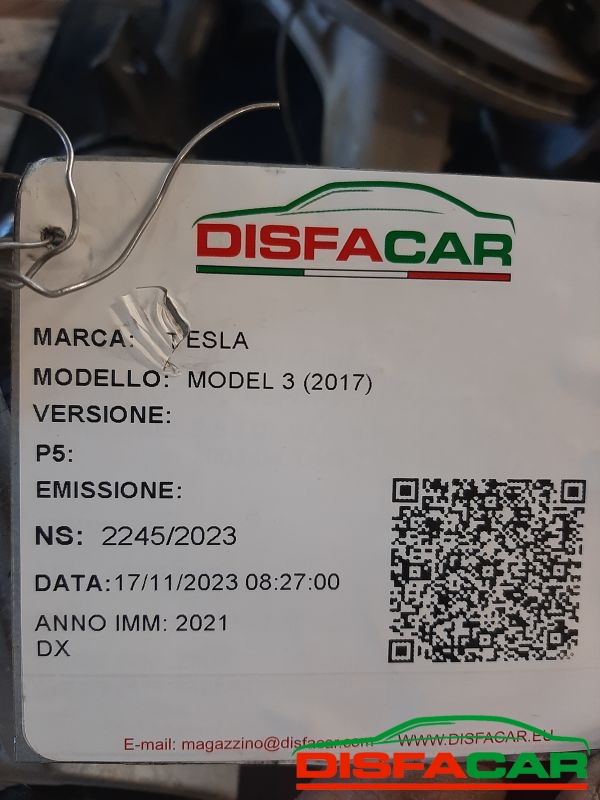 DISFACAR
MARCA: TESLA
MODELLO: MODEL 3 (2017)
VERSIONE:
P5:
EMISSIONE:
NS: 2245/2023
DATA:17/11/2023 08:27:00
ANNO IMM: 2021
DX
E-mail: magazzino@disfacar.com WWW.DISFACAR.EU
DISFACAR